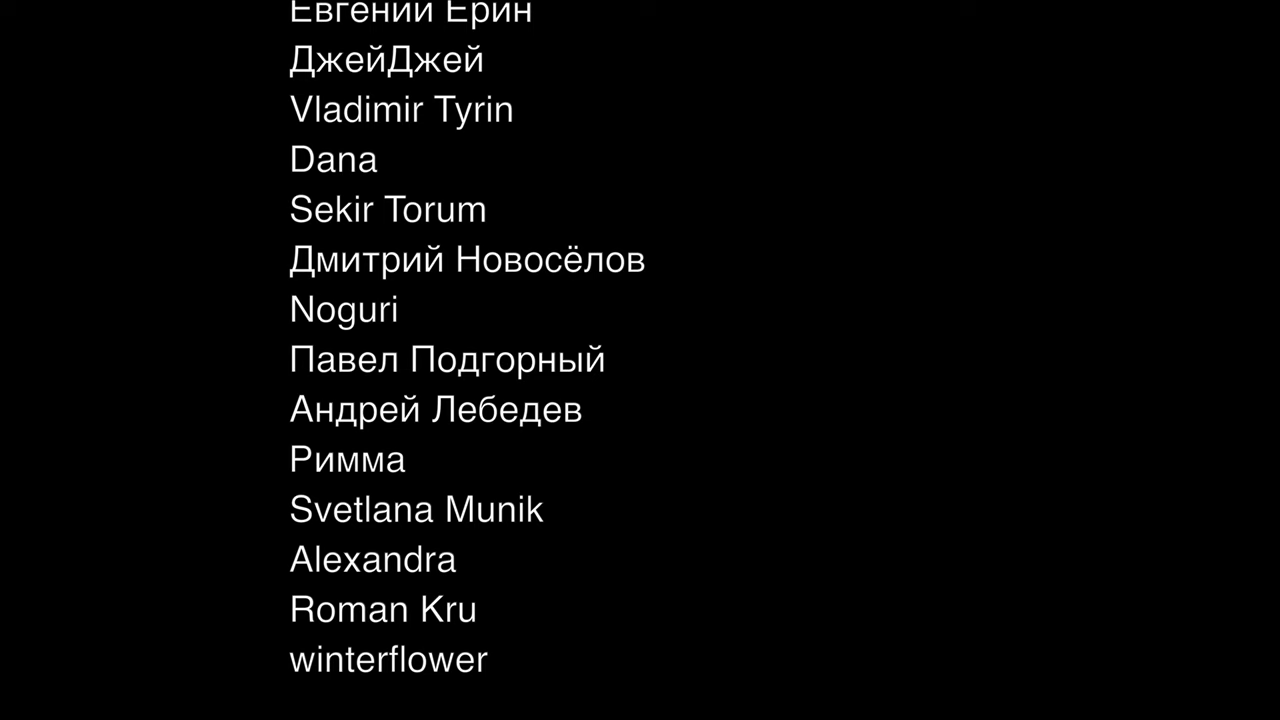 Евгений Ерин
ДжейДжей
Vladimir Tyrin
Dana
Sekir Torum
Дмитрий Новосёлов
Noguri
Павел Подгорный
Андрей Лебедев
Римма
Svetlana Munik
Alexandra
Roman Kru
winterflower